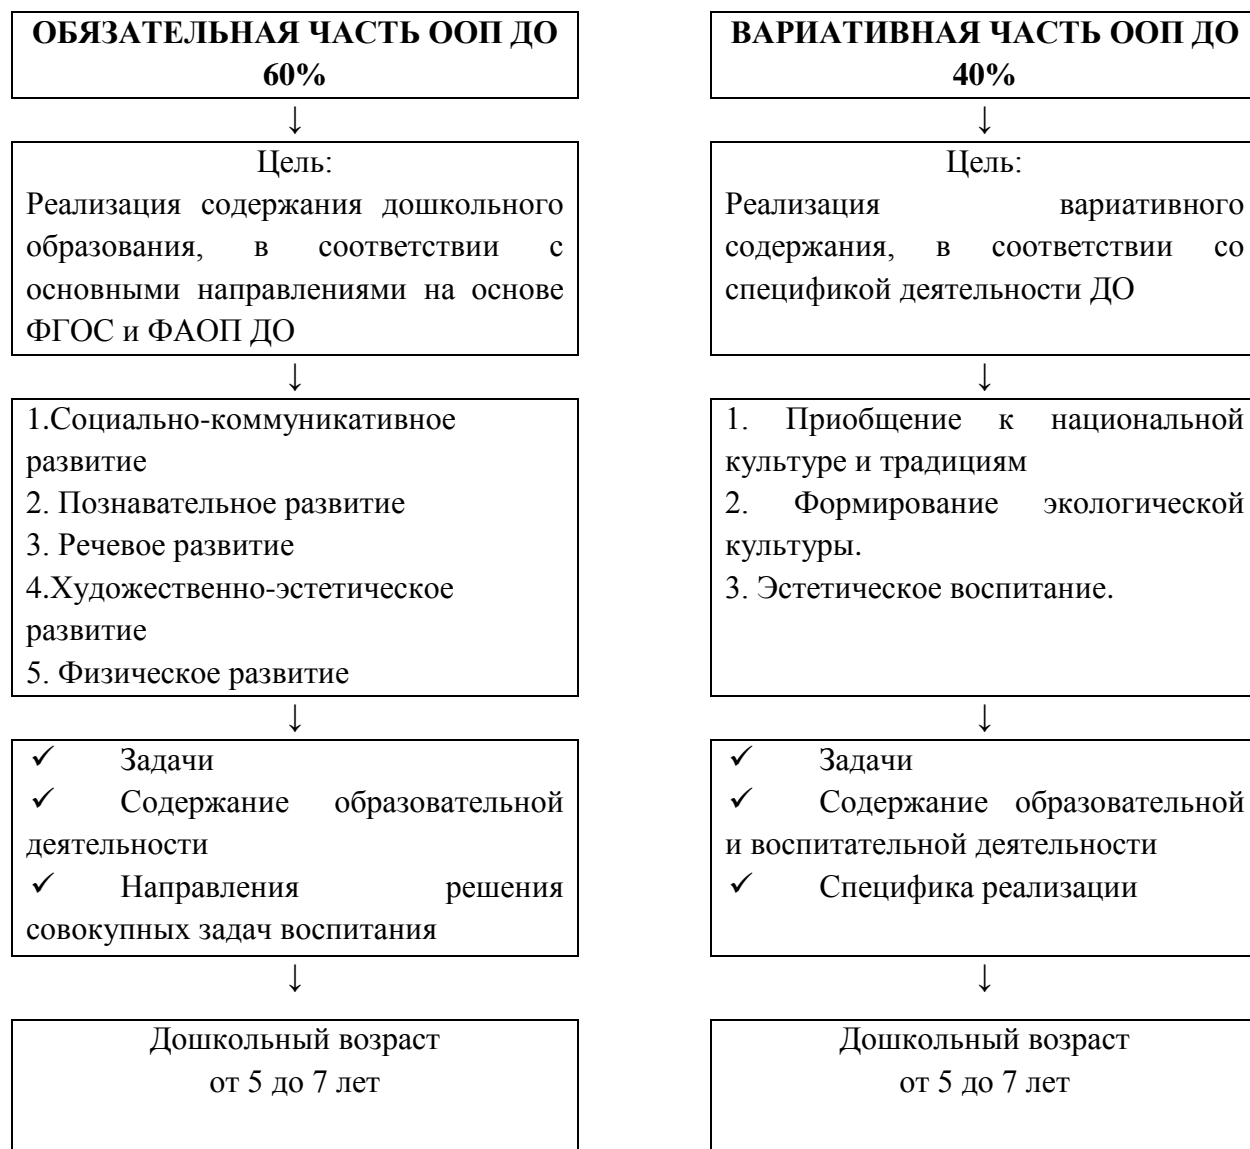 ОБЯЗАТЕЛЬНАЯ ЧАСТЬ ООП ДО
60%
↓
Цель:
Реализация содержания дошкольного
образования, в соответствии с
основными направлениями на основе
ФГОС и ФАОП ДО
↓
1.Социально-коммуникативное
развитие
2. Познавательное развитие
3. Речевое развитие
4.Художественно-эстетическое
развитие
5. Физическое развитие
↓
✓ Задачи
✓ Содержание образовательной
деятельности
✓ Направления решения
совокупных задач воспитания
↓
Дошкольный возраст
от 5 до 7 лет
ВАРИАТИВНАЯ ЧАСТЬ ООП ДО
40%
↓
Цель:
Реализация вариативного
содержания, в соответствии со
спецификой деятельности ДО
↓
1. Приобщение к национальной
культуре и традициям
2. Формирование экологической
культуры.
3. Эстетическое воспитание.
↓
✓ Задачи
✓ Содержание образовательной
и воспитательной деятельности
✓ Специфика реализации
↓
Дошкольный возраст
от 5 до 7 лет